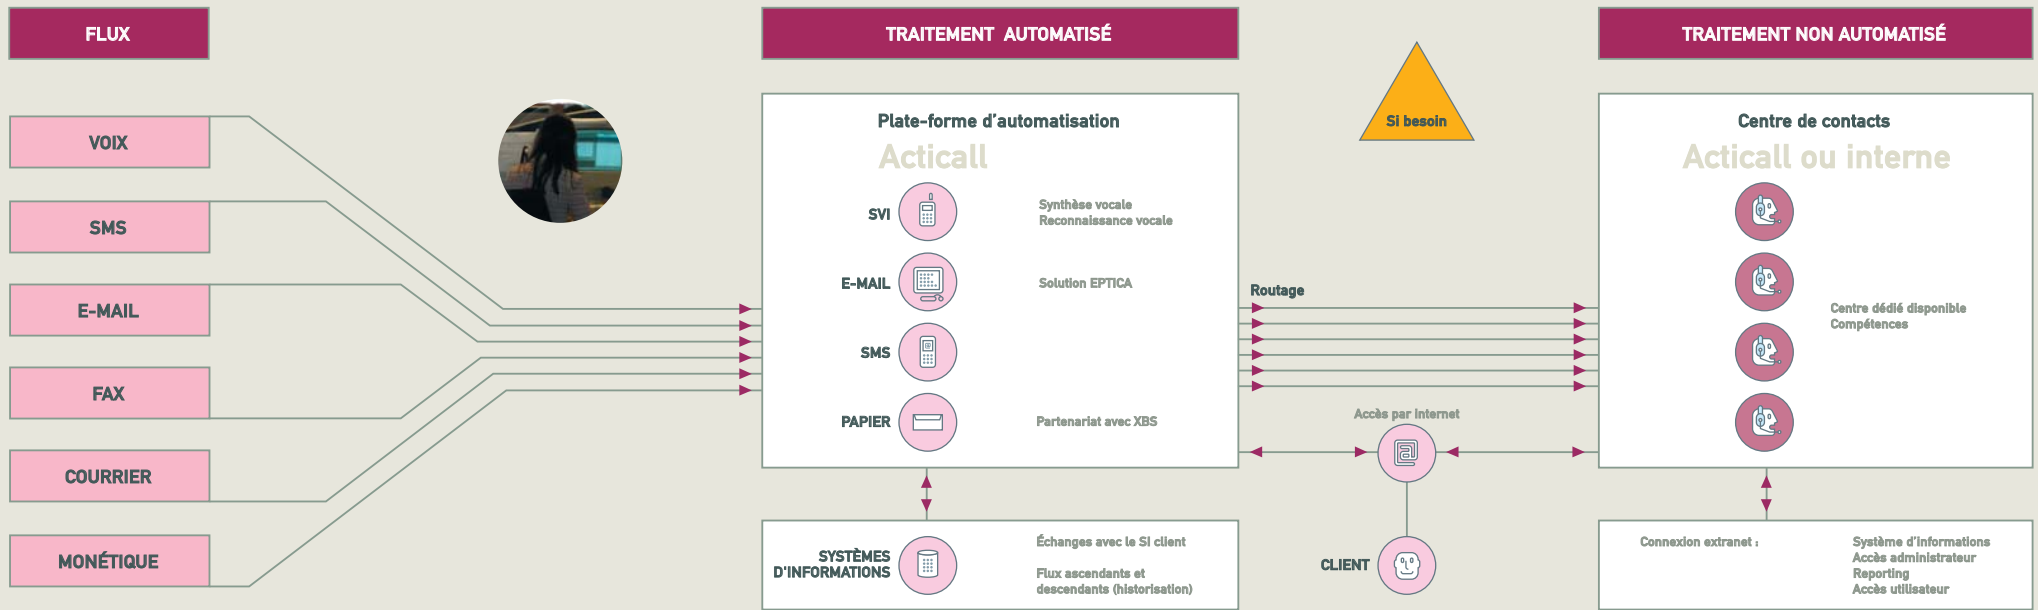 FLUX
VOIX
SMS
E-MAIL
FAX
COURRIER
MONÉTIQUE
TRAITEMENT AUTOMATISÉ
Plate-forme d'automatisation
Acticall
SVI
Synthèse vocale
Reconnaissance vocale
E-MAIL
Solution EPTICA
SMS
PAPIER
Partenariat avec XBS
SYSTÈMES
D'INFORMATIONS
Échanges avec le SI client
Flux ascendants et
descendants (historisation)
Si besoin
Routage
Accès par Internet
CLIENT
TRAITEMENT NON AUTOMATISÉ
Centre de contacts
Acticall ou interne
Centre dédié disponible
Compétences
Connexion extranet :
Système d'informations
Accès administrateur
Reporting
Accès utilisateur